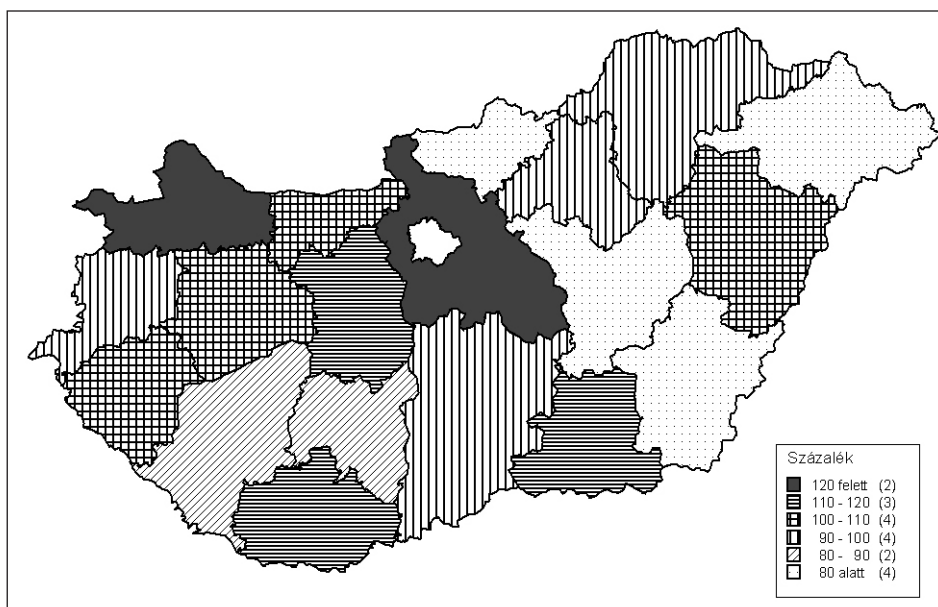 Százalék
120 felett (2)
110 - 120 (3)
100 - 110 (4)
90 - 100 (4)
80 - 90 (2)
80 alatt (4)